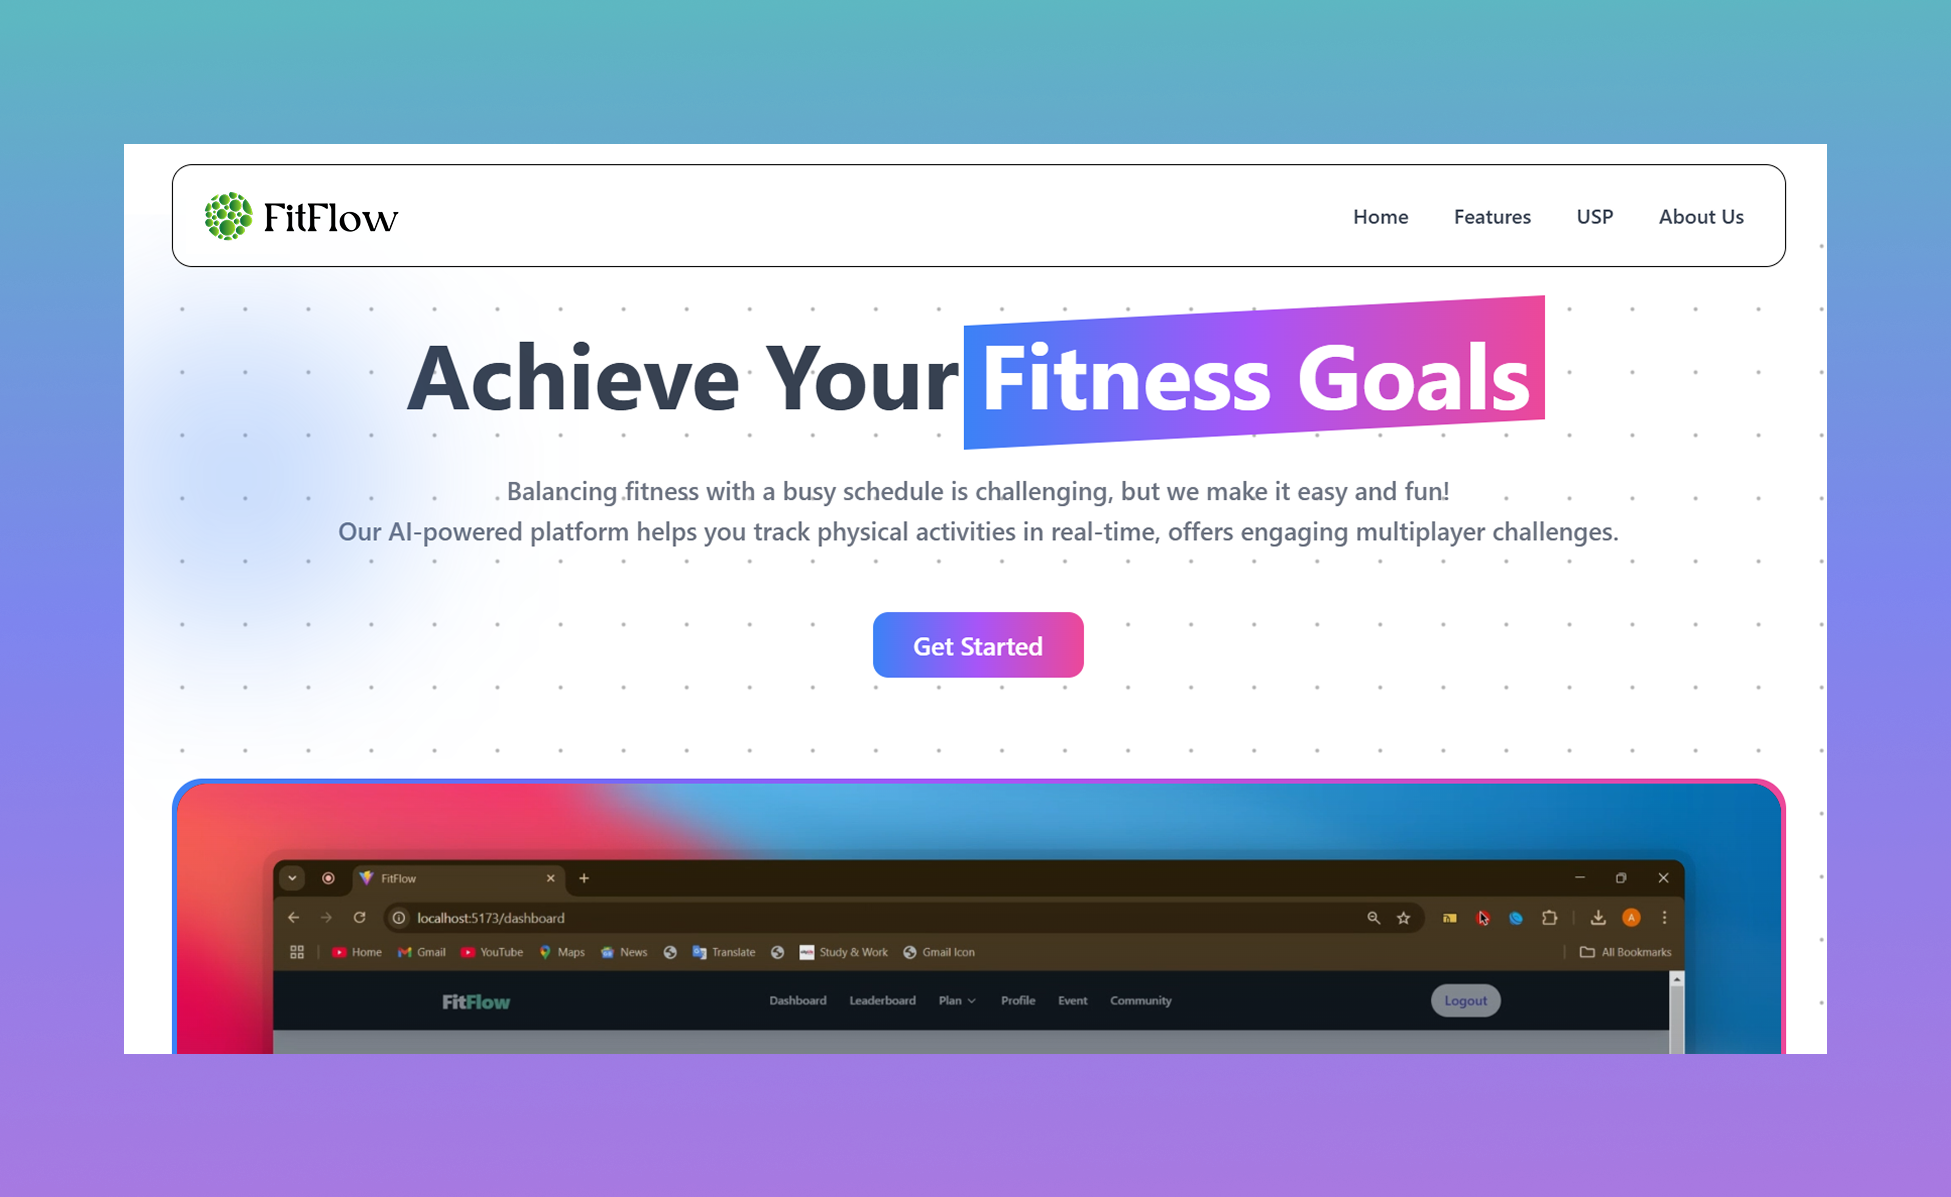 FitFlow
Home Features USP About Us
Achieve Your Fitness Goals
Balancing fitness with a busy schedule is challenging, but we make it easy and fun!
Our AI-powered platform helps you track physical activities in real-time, offers engaging multiplayer challenges.
Get Started
FitFlow
localhost:5173/dashboard
A
Home Gmail YouTube Maps News Translate Study & Work Gmail Icon All Bookmarks
FitFlow Dashboard Leaderboard Plan Profile Event Community Logout